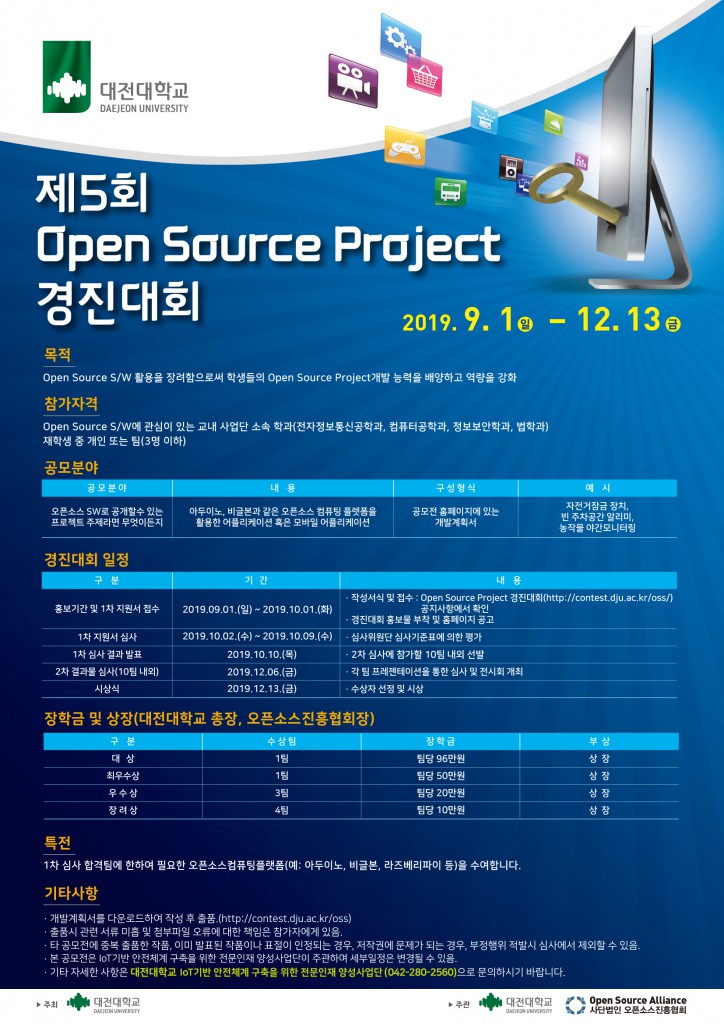 대전대학교
DAEJEON UNIVERSITY
제5회
Open Source Project
경진대회
2019. 9. 1 일 – 12. 13 금
목적
Open Source S/W 활용을 장려함으로써 학생들의 Open Source Project개발 능력을 배양하고 역량을 강화
참가자격
Open Source S/W에 관심이 있는 교내 사업단 소속 학과(전자정보통신공학과, 컴퓨터공학과, 정보보안학과, 법학과)
재학생 중 개인 또는 팀(3명 이하)
공모분야
공모분야 내 용 구성형식 예 시
오픈소스 SW로 공개할수 있는 프로젝트 주제라면 무엇이든지 아두이노, 비글본과 같은 오픈소스 컴퓨팅 플랫폼을 활용한 어플리케이션 혹은 모바일 어플리케이션 공모전 홈페이지에 있는 개발계획서 자전거잠금 장치, 빈 주차공간 알리미, 농작물 야간모니터링
경진대회 일정
구 분 기 간 내 용
홍보기간 및 1차 지원서 접수 2019.09.01.(일) ~ 2019.10.01.(화) · 작성서식 및 접수 : Open Source Project 경진대회(http://contest.dju.ac.kr/oss/) 공지사항에서 확인
· 경진대회 홍보물 부착 및 홈페이지 공고
1차 지원서 심사 2019.10.02.(수) ~ 2019.10.09.(수) · 심사위원단 심사기준표에 의한 평가
1차 심사 결과 발표 2019.10.10.(목) · 2차 심사에 참가할 10팀 내외 선발
2차 결과물 심사(10팀 내외) 2019.12.06.(금) · 각 팀 프레젠테이션을 통한 심사 및 전시회 개최
시상식 2019.12.13.(금) · 수상자 선정 및 시상
장학금 및 상장(대전대학교 총장, 오픈소스진흥협회장)
구 분 수상팀 장학금 부 상
대 상 1팀 팀당 96만원 상 장
최우수상 1팀 팀당 50만원 상 장
우 수 상 3팀 팀당 20만원 상 장
장 려 상 4팀 팀당 10만원 상 장
특전
1차 심사 합격팀에 한하여 필요한 오픈소스컴퓨팅플랫폼(예: 아두이노, 비글본, 라즈베리파이 등)을 수여합니다.
기타사항
· 개발계획서를 다운로드하여 작성 후 출품.(http://contest.dju.ac.kr/oss)
· 출품시 관련 서류 미흡 및 첨부파일 오류에 대한 책임은 참가자에게 있음.
· 타 공모전에 중복 출품한 작품, 이미 발표된 작품이나 표절이 인정되는 경우, 저작권에 문제가 되는 경우, 부정행위 적발시 심사에서 제외할 수 있음.
· 본 공모전은 IoT기반 안전체계 구축을 위한 전문인재 양성사업단이 주관하며 세부일정은 변경될 수 있음.
· 기타 자세한 사항은 대전대학교 IoT기반 안전체계 구축을 위한 전문인재 양성사업단 (042-280-2560)으로 문의하시기 바랍니다.
▶ 주최 대전대학교 DAEJEON UNIVERSITY ▶ 주관 대전대학교 DAEJEON UNIVERSITY Open Source Alliance 사단법인 오픈소스진흥협회